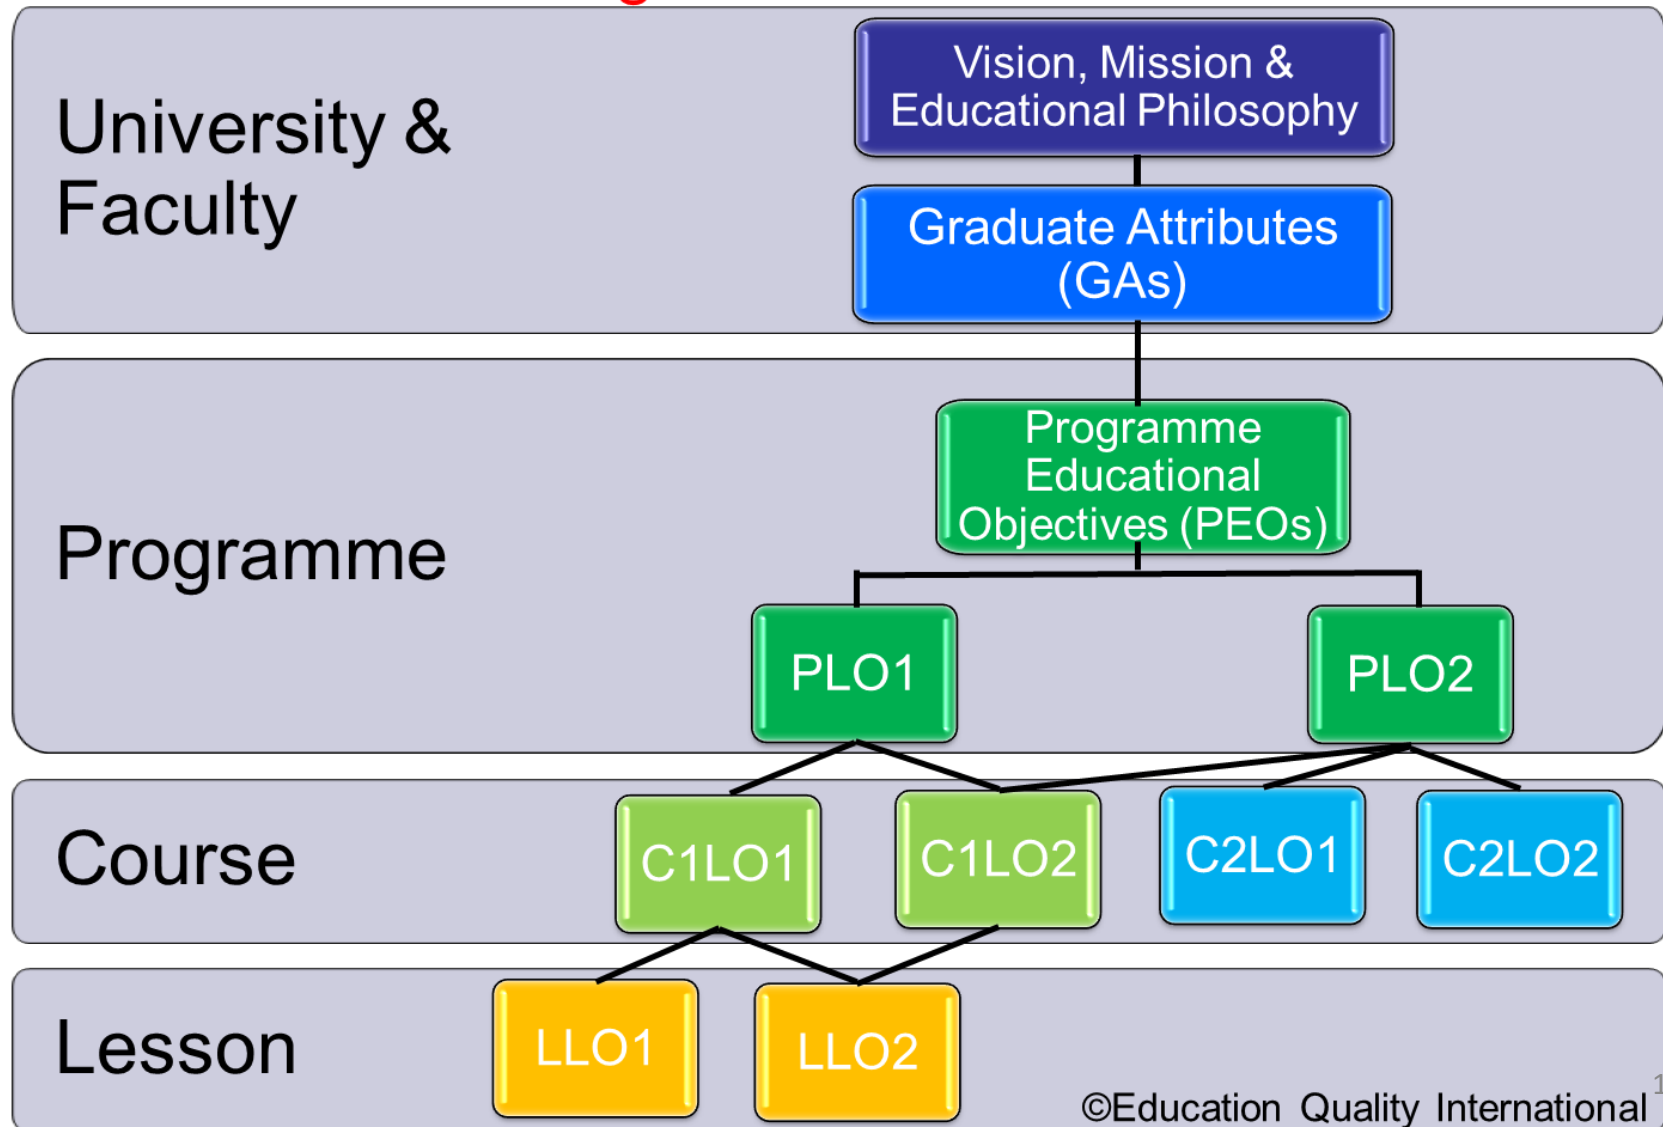 University &
Faculty
Vision, Mission &
Educational Philosophy
Graduate Attributes
(GAs)
Programme
Programme
Educational
Objectives (PEOs)
PLO1
PLO2
Course
C1LO1
C1LO2
C2LO1
C2LO2
Lesson
LLO1
LLO2
©Education Quality International
1